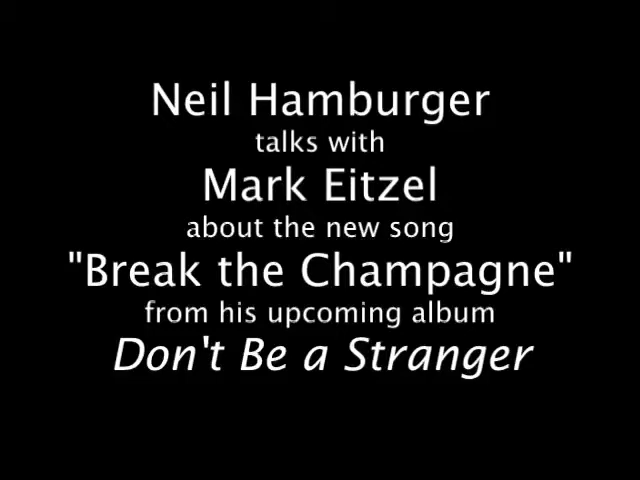 Neil Hamburger
talks with
Mark Eitzel
about the new song
"Break the Champagne"
from his upcoming album
Don't Be a Stranger